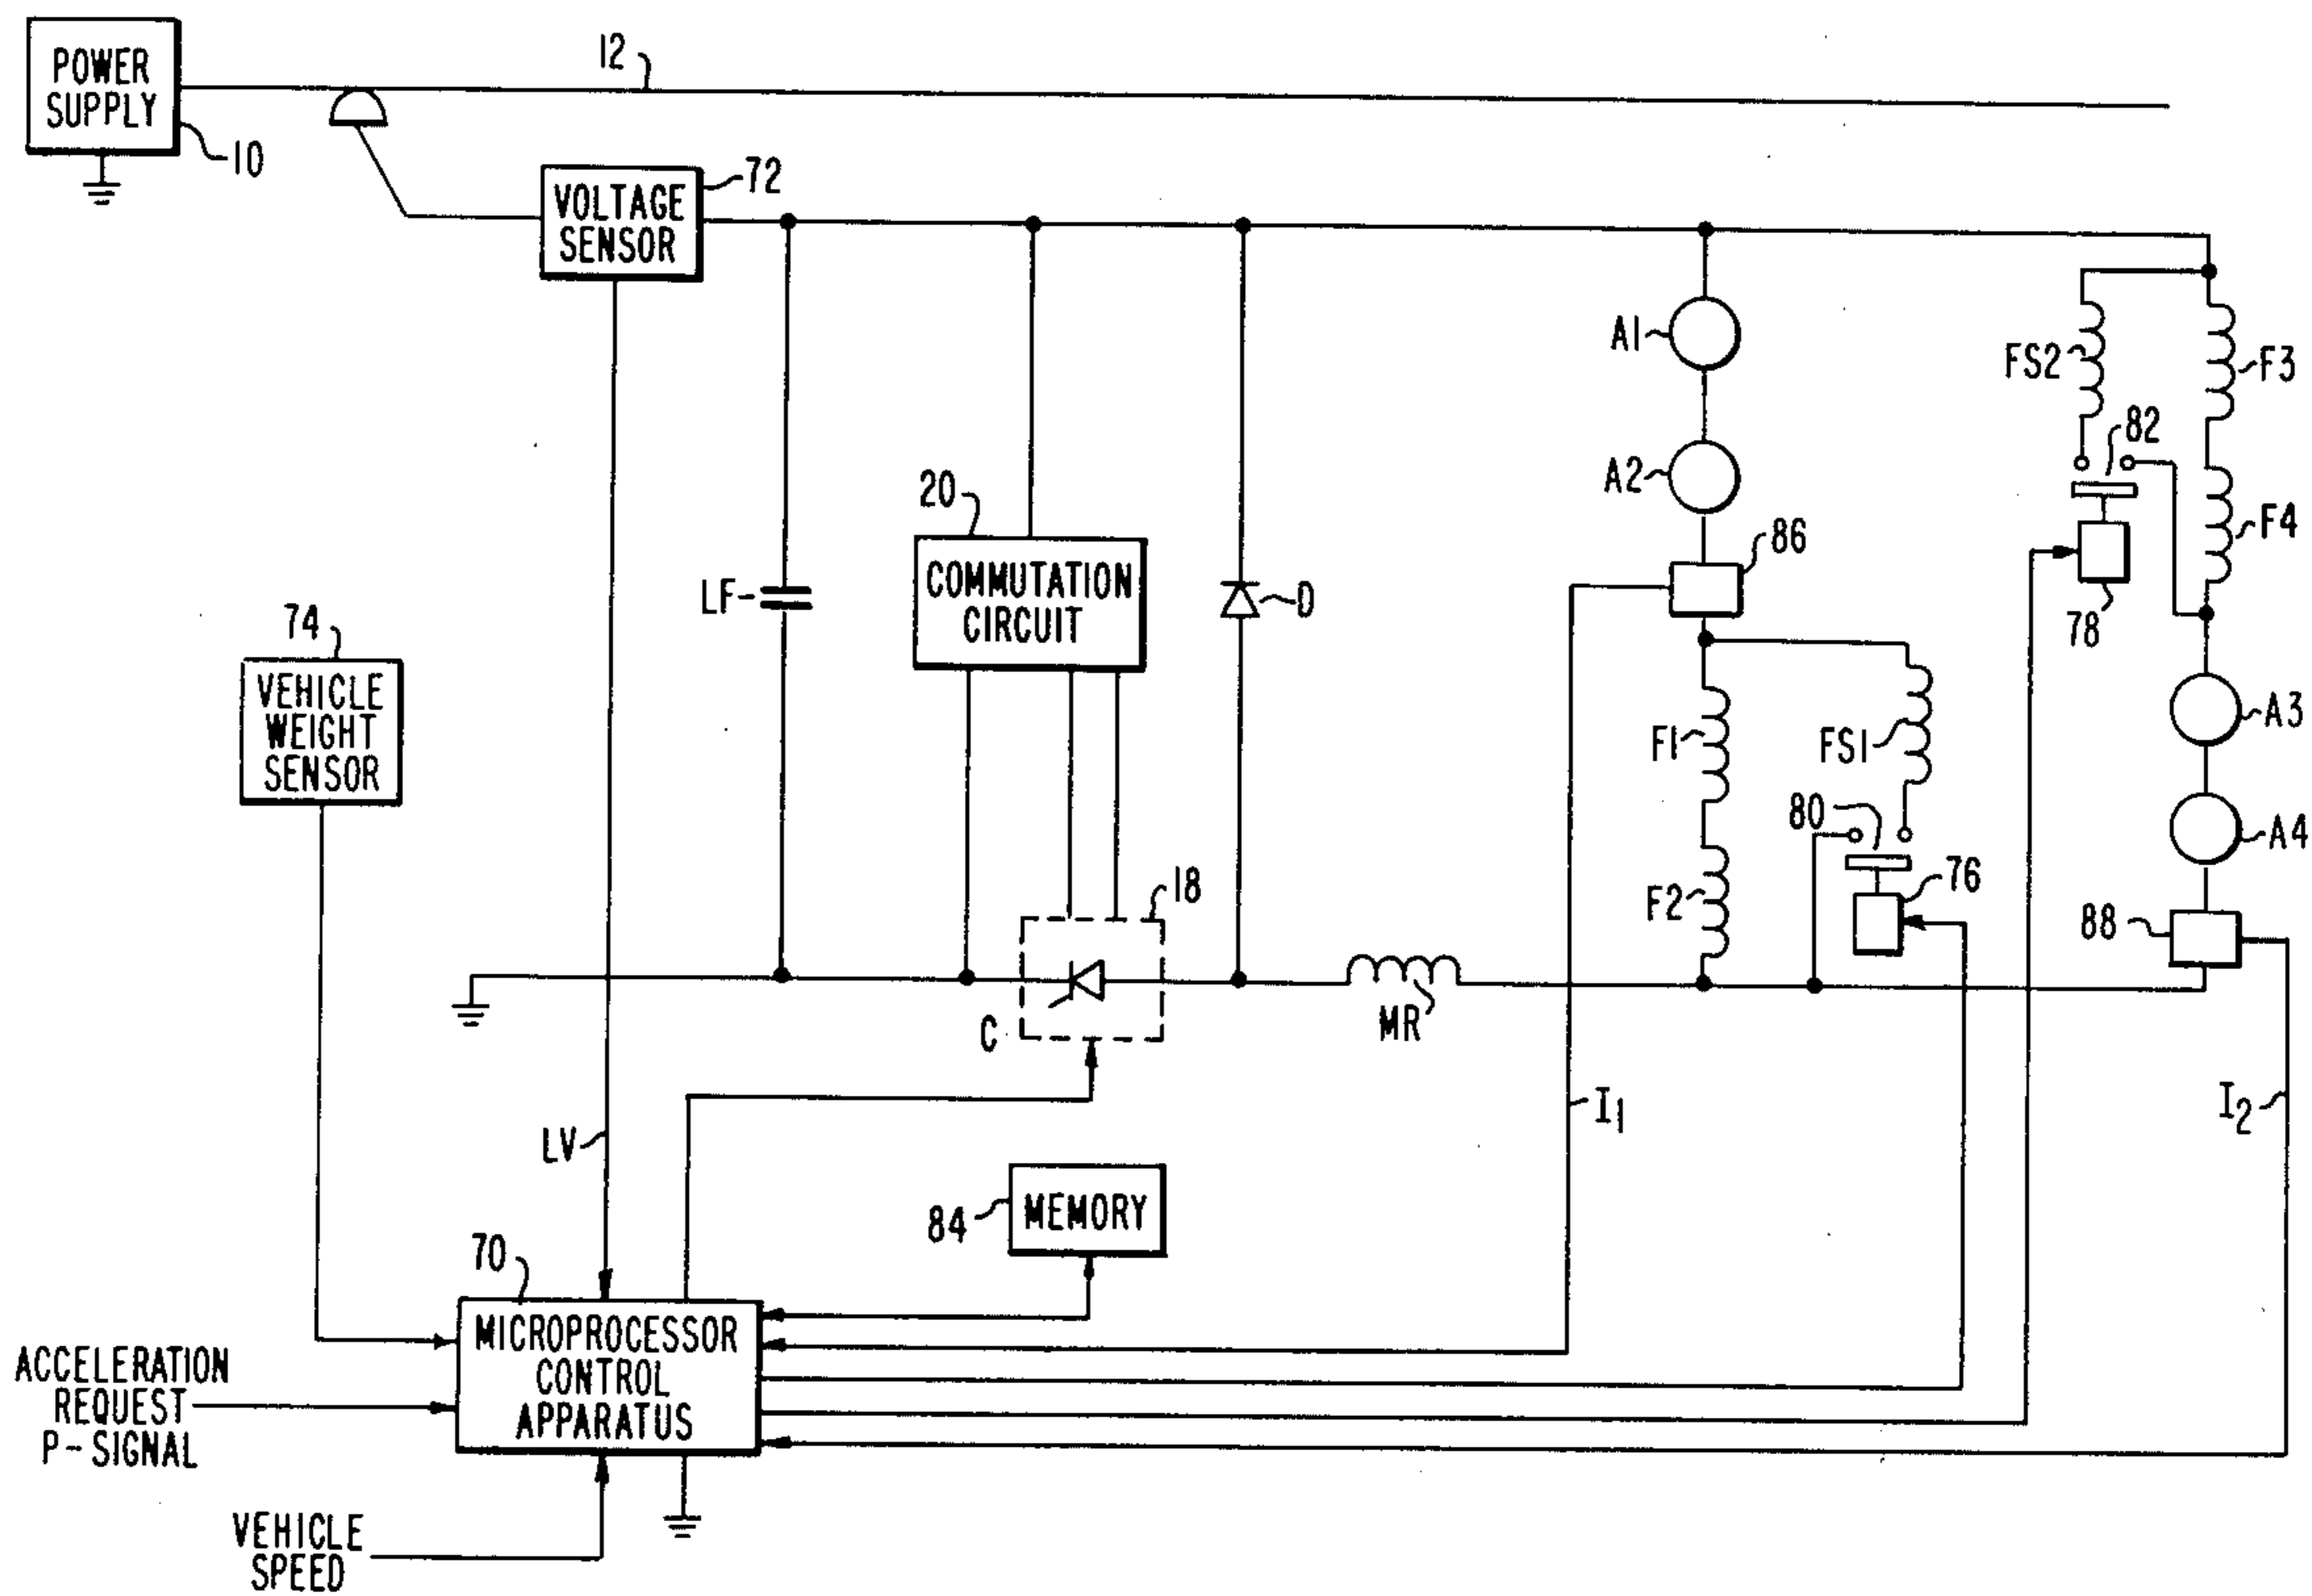 POWER
SUPPLY
10
12
VOLTAGE
SENSOR
72
A1
FS2
F3
A2
82
20
86
F4
COMMUTATION
CIRCUIT
LF
D
78
74
VEHICLE
WEIGHT
SENSOR
F1
FS1
A3
80
A4
18
F2
76
88
C
MR
LV
I1
I2
84
MEMORY
70
MICROPROCESSOR
CONTROL
APPARATUS
ACCELERATION
REQUEST
P-SIGNAL
VEHICLE
SPEED